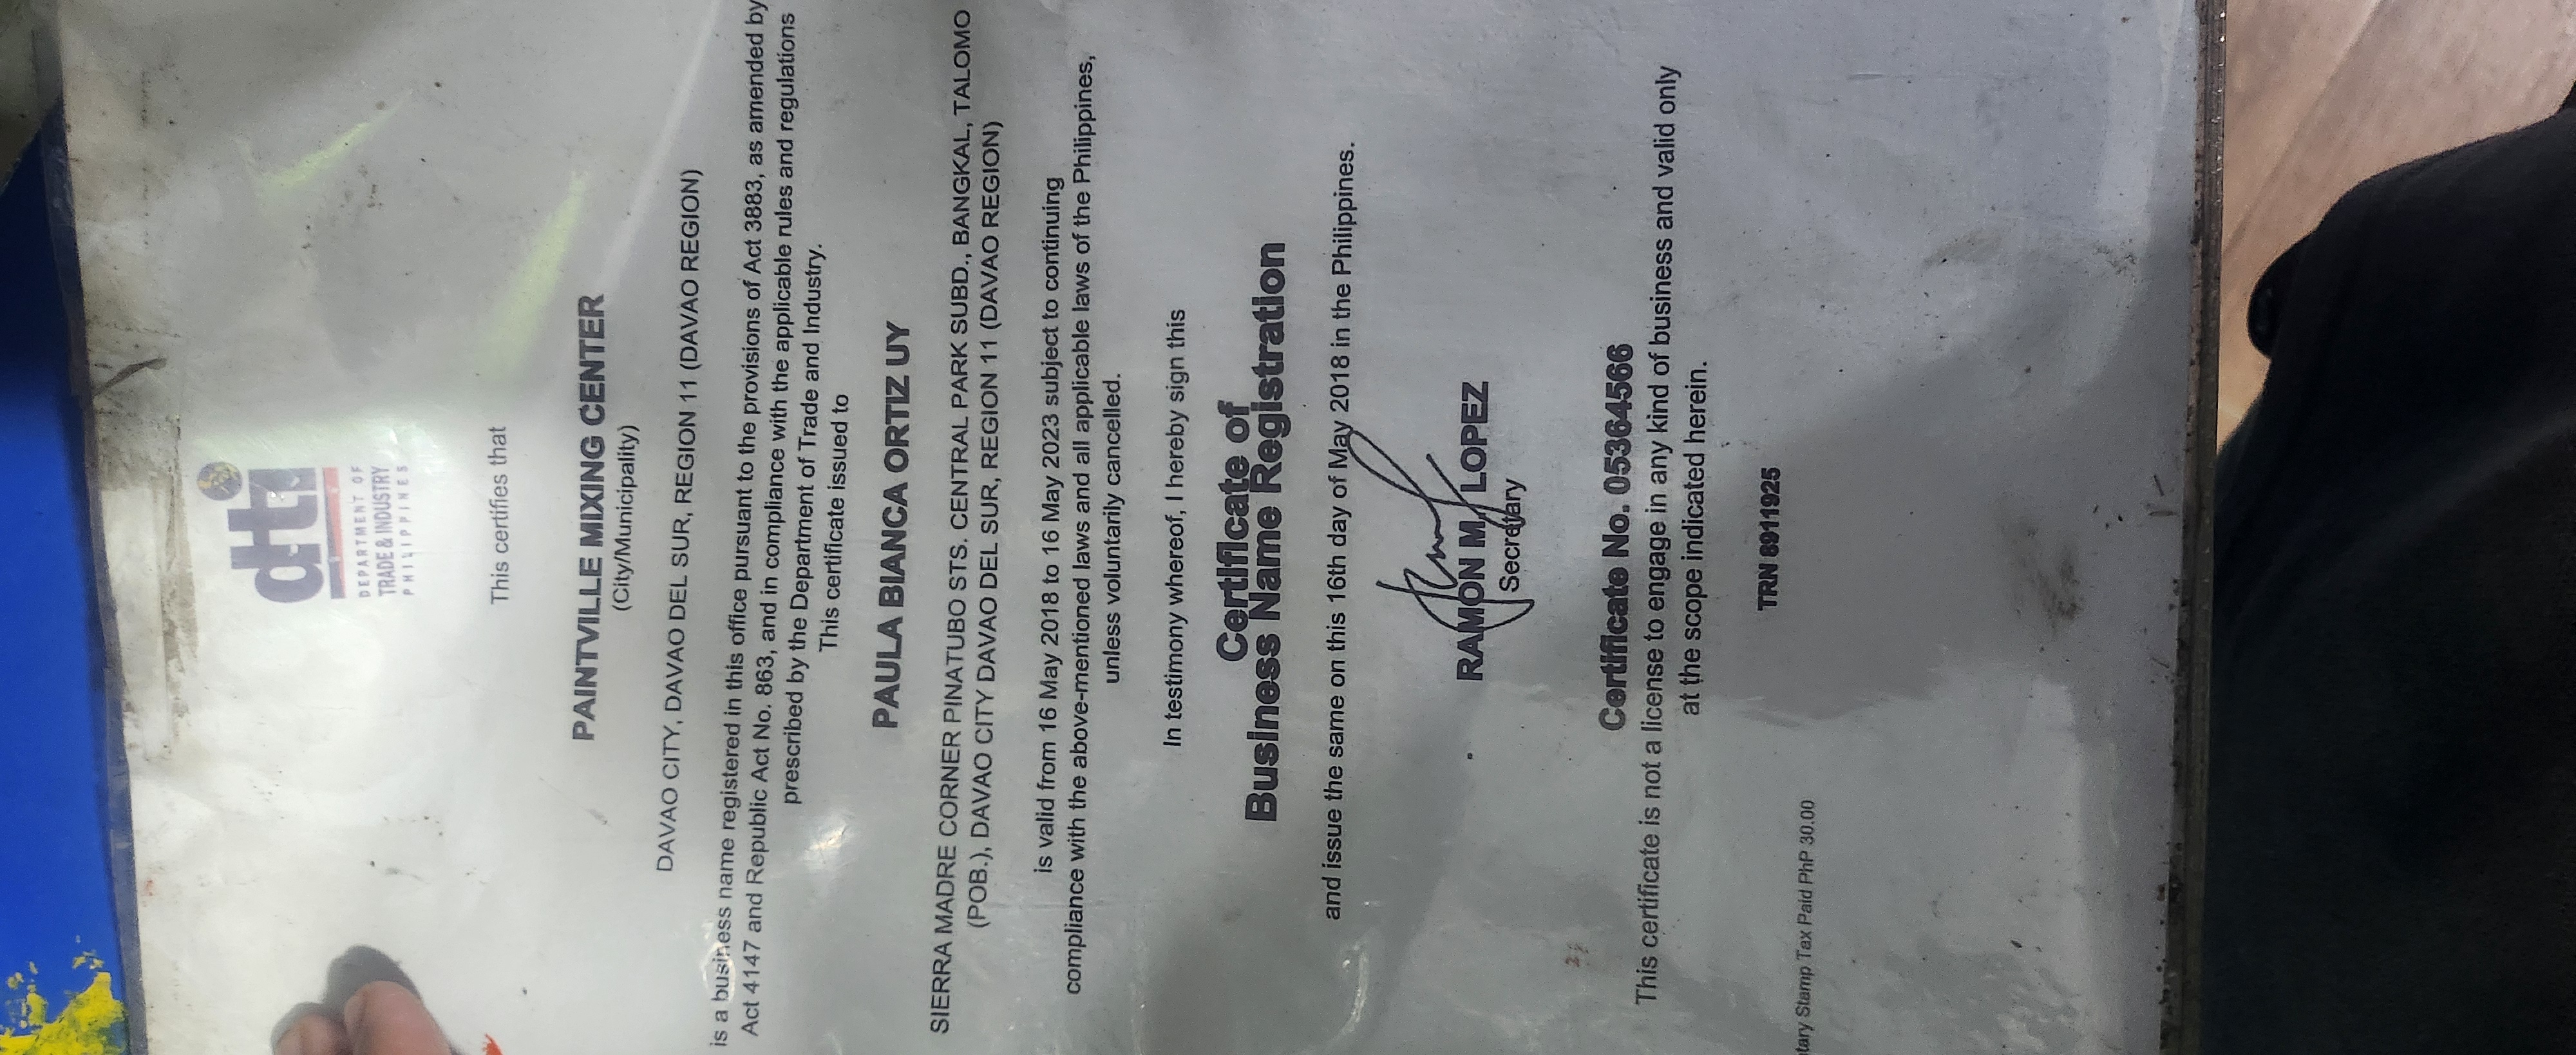 dti
DEPARTMENT OF
TRADE & INDUSTRY
PHILIPPINES
This certifies that
PAINTVILLE MIXING CENTER
(City/Municipality)
DAVAO CITY, DAVAO DEL SUR, REGION 11 (DAVAO REGION)
is a business name registered in this office pursuant to the provisions of Act 3883, as amended by
Act 4147 and Republic Act No. 863, and in compliance with the applicable rules and regulations
prescribed by the Department of Trade and Industry.
This certificate issued to
PAULA BIANCA ORTIZ UY
SIERRA MADRE CORNER PINATUBO STS. CENTRAL PARK SUBD., BANGKAL, TALOMO
(POB.), DAVAO CITY DAVAO DEL SUR, REGION 11 (DAVAO REGION)
is valid from 16 May 2018 to 16 May 2023 subject to continuing
compliance with the above-mentioned laws and all applicable laws of the Philippines,
unless voluntarily cancelled.
In testimony whereof, I hereby sign this
Certificate of
Business Name Registration
and issue the same on this 16th day of May 2018 in the Philippines.
RAMON M. LOPEZ
Secretary
Certificate No. 05364566
This certificate is not a license to engage in any kind of business and valid only
at the scope indicated herein.
TRN 8911925
Stamp Tax Paid PhP 30.00